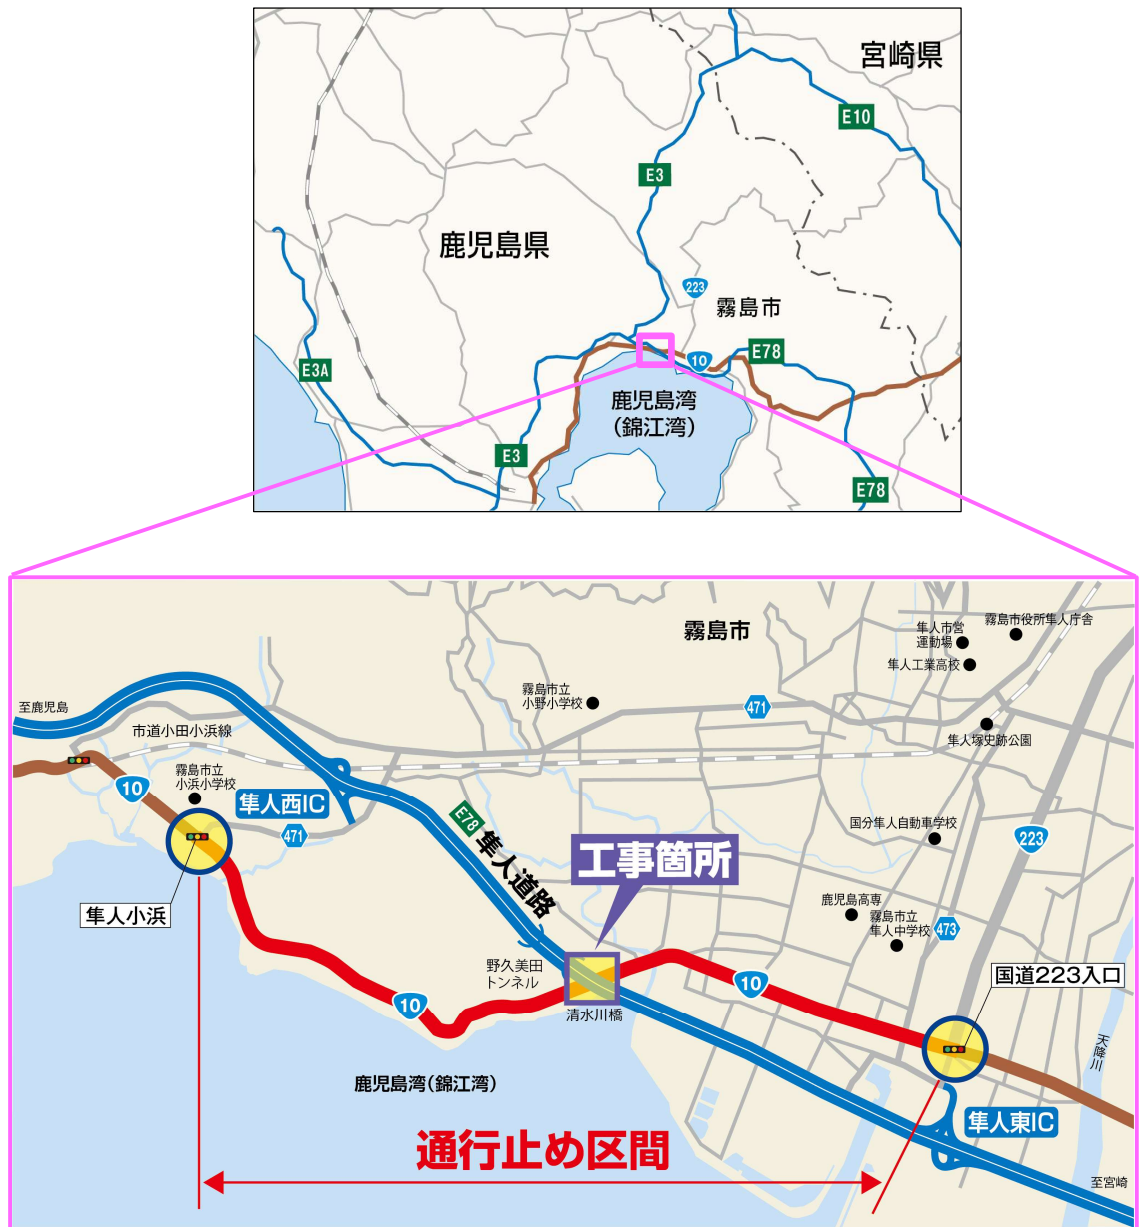 宮崎県
E10
E3
鹿児島県
223
霧島市
E78
10
E3A
鹿児島湾
(錦江湾)
E3
E78
霧島市
隼人市営
運動場
霧島市役所隼人庁舎
隼人工業高校
霧島市立
小野小学校
471
至鹿児島
市道小田小浜線
隼人塚史跡公園
霧島市立
小浜小学校
10
隼人西IC
471
E78 隼人道路
国分隼人自動車学校
223
工事箇所
鹿児島高専
霧島市立
隼人中学校
473
隼人小浜
野久美田
トンネル
10
国道223入口
10
清水川橋
天降川
鹿児島湾(錦江湾)
隼人東IC
通行止め区間
至宮崎